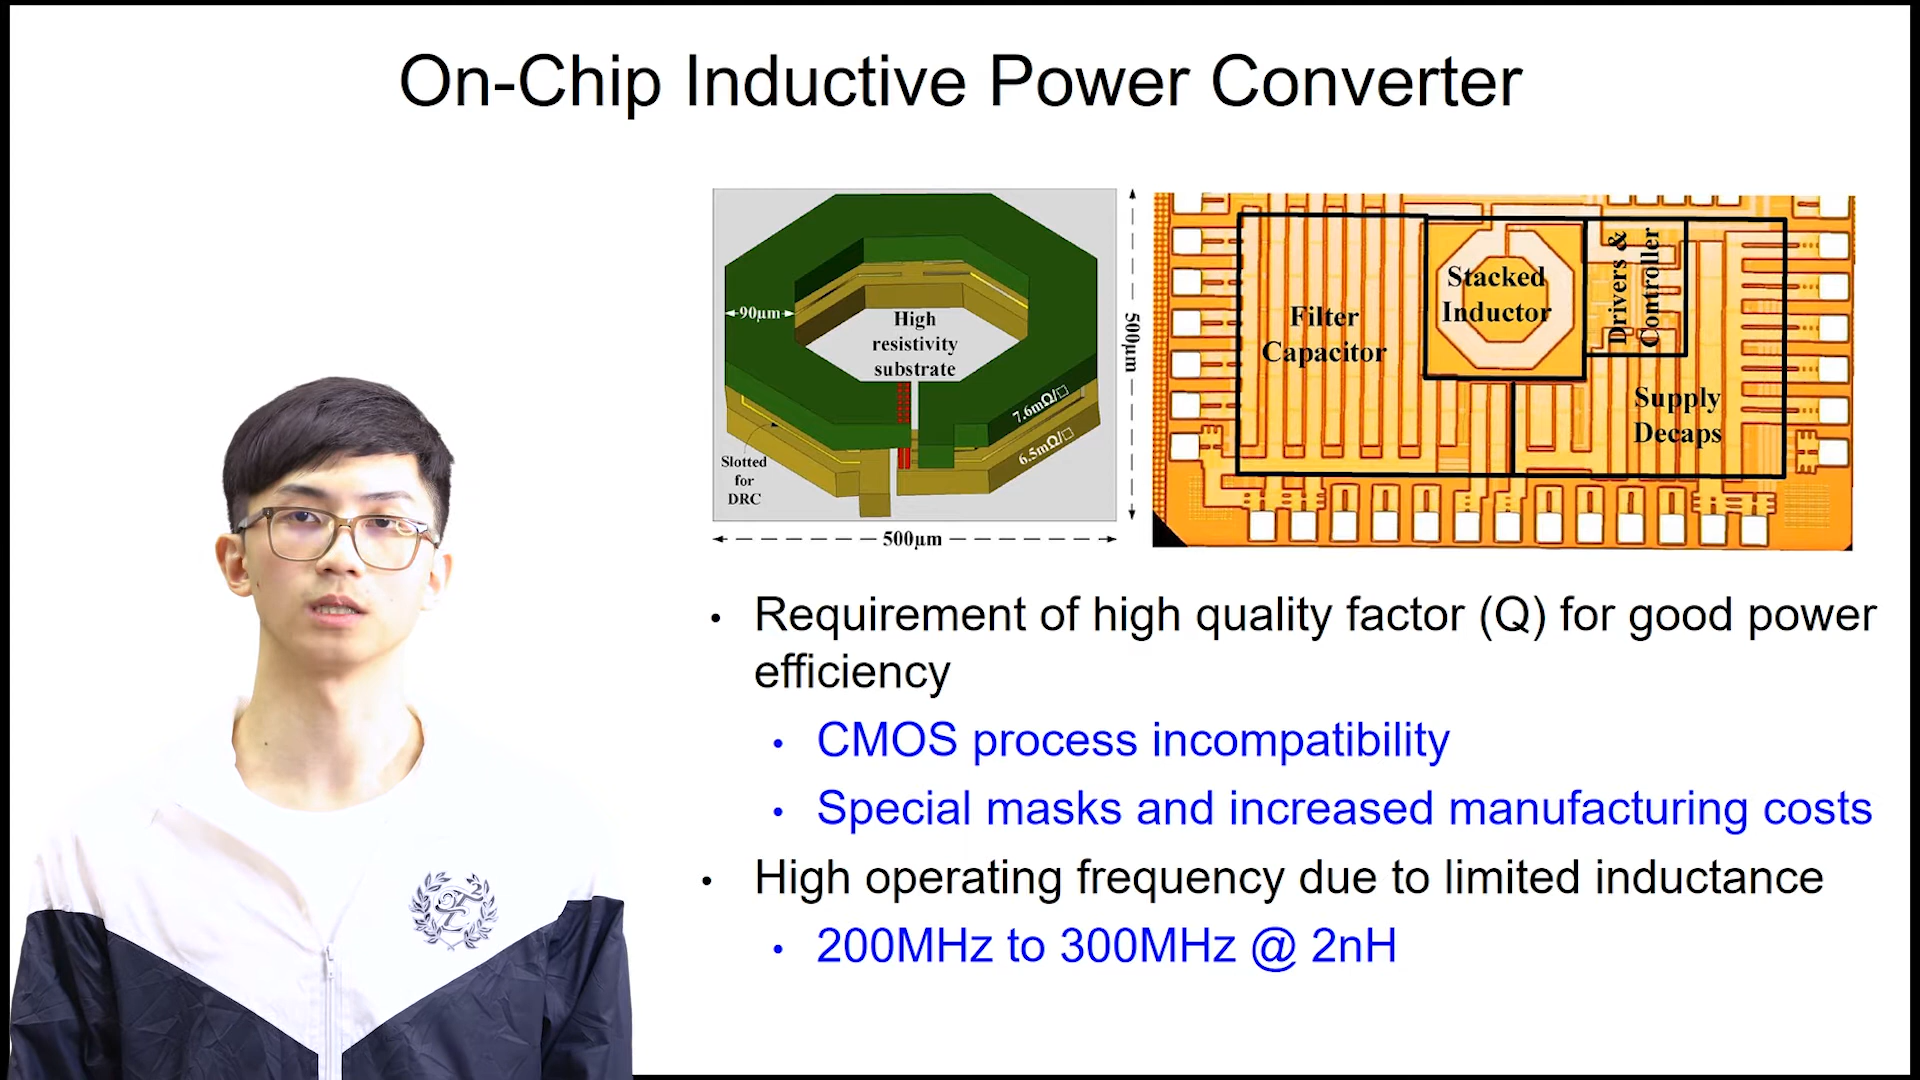 On-Chip Inductive Power Converter
90μm
High
resistivity
substrate
7.6mΩ/□
6.5mΩ/□
Slotted
for
DRC
500μm
500μm
Filter
Capacitor
Stacked
Inductor
Drivers &
Controller
Supply
Decaps
• Requirement of high quality factor (Q) for good power
efficiency
• CMOS process incompatibility
• Special masks and increased manufacturing costs
• High operating frequency due to limited inductance
• 200MHz to 300MHz @ 2nH